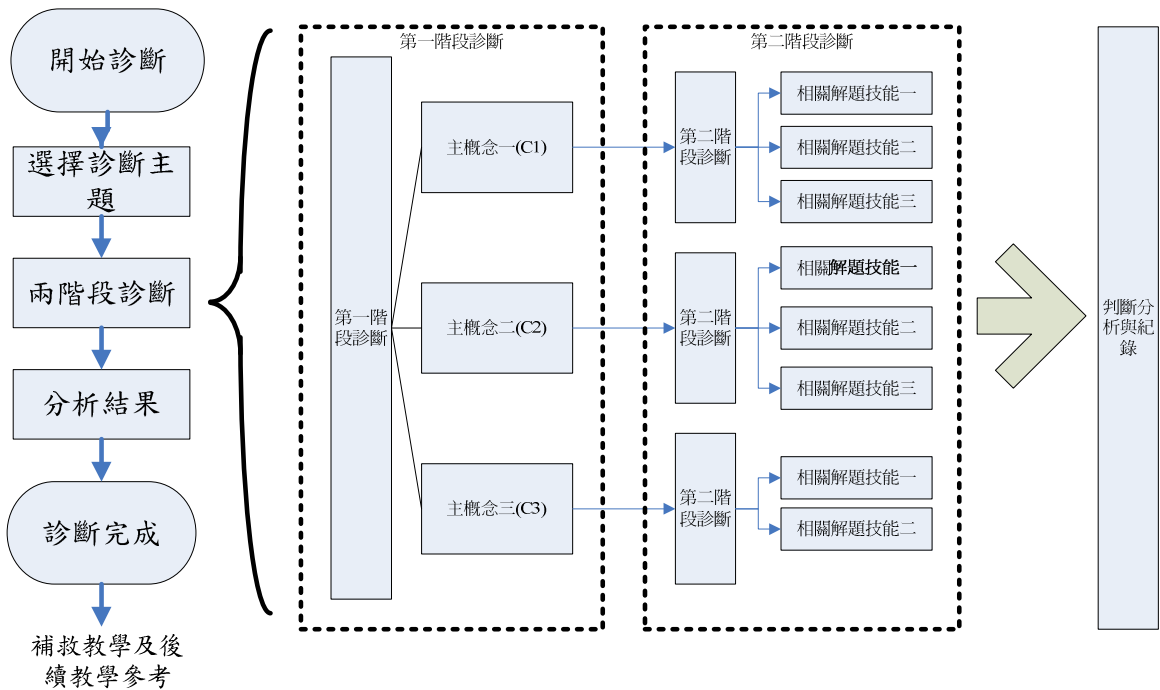 開始診斷
選擇診斷主
題
兩階段診斷
分析結果
診斷完成
補救教學及後
續教學參考
第一階段診斷
第一階
段診斷
主概念一(C1)
主概念二(C2)
主概念三(C3)
第二階段診斷
第二階
段診斷
相關解題技能一
相關解題技能二
相關解題技能三
第二階
段診斷
相關解題技能一
相關解題技能二
相關解題技能三
第二階
段診斷
相關解題技能一
相關解題技能二
判斷分
析與紀
錄